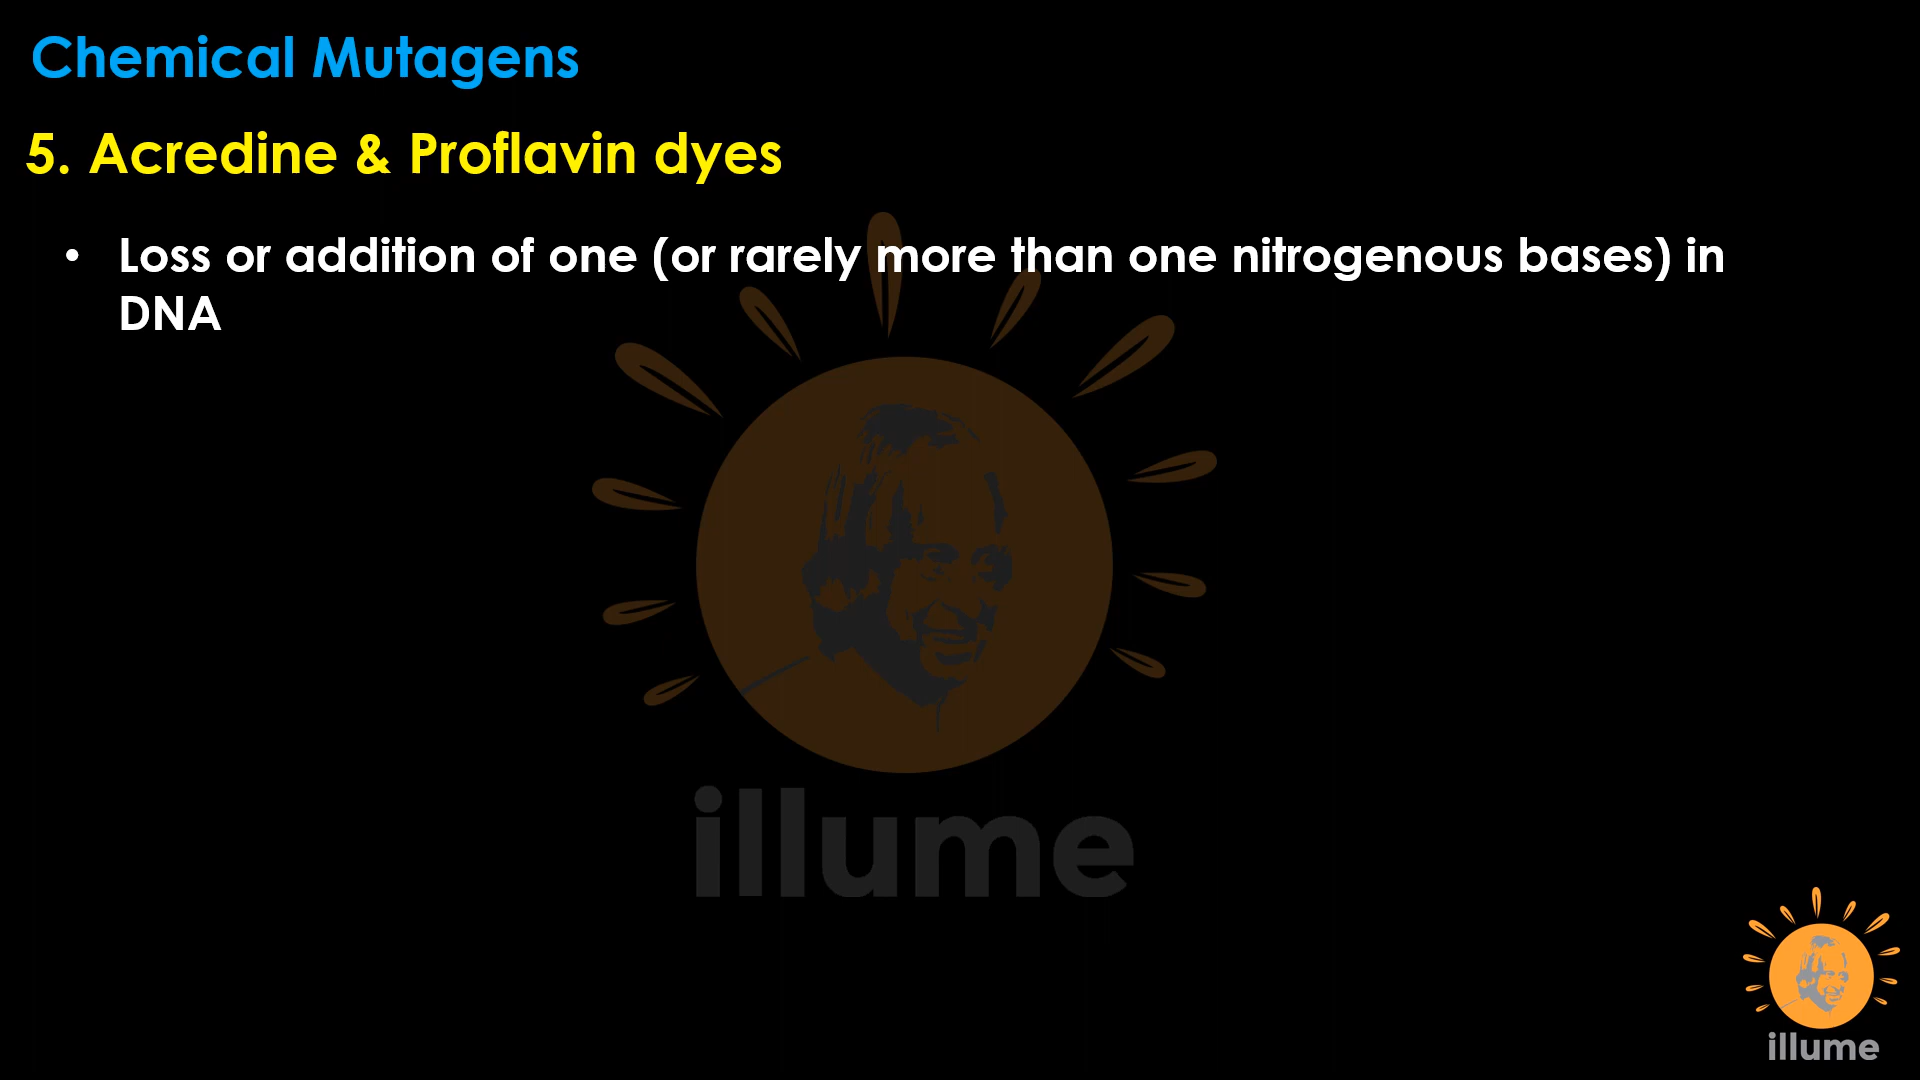 Chemical Mutagens
5. Acredine & Proflavin dyes
• Loss or addition of one (or rarely more than one nitrogenous bases) in
DNA
illume
illume